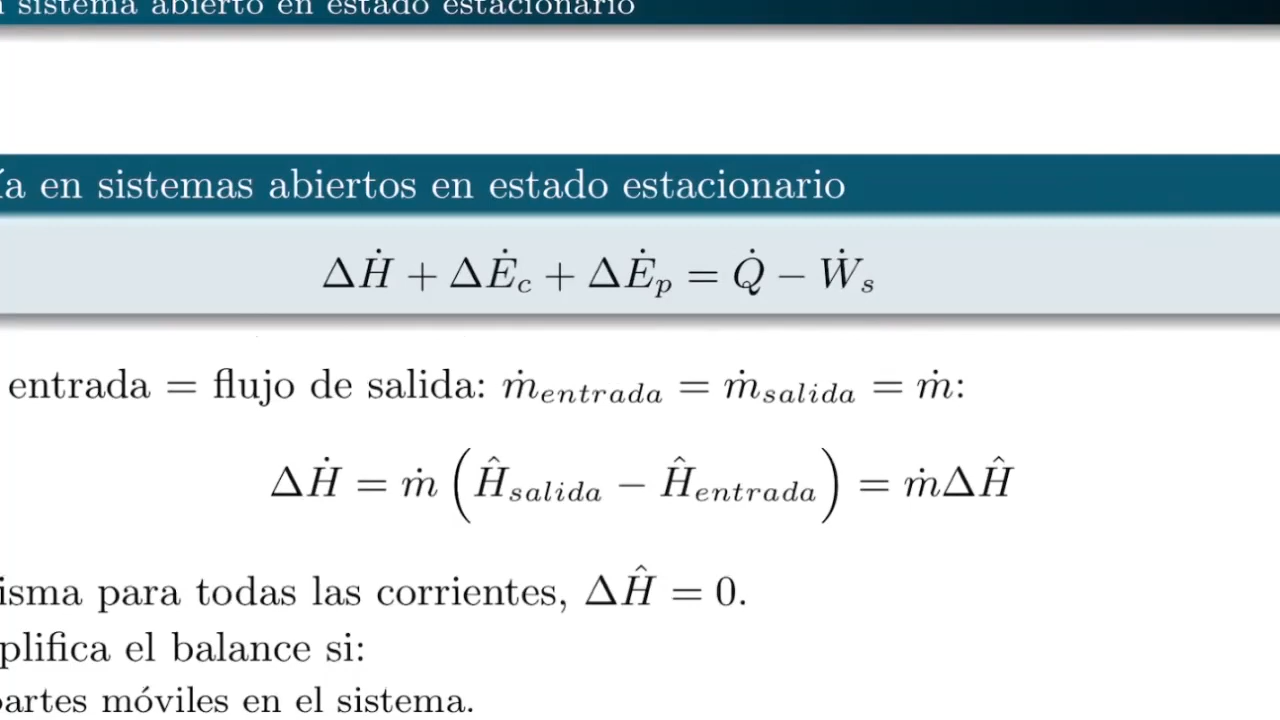 sistema abierto en estado estacionario
a en sistemas abiertos en estado estacionario
ΔḢ + ΔĖ_c + ΔĖ_p = Q̇ − Ẇ_s
entrada = flujo de salida: ṁ_entrada = ṁ_salida = ṁ:
ΔḢ = ṁ (Ĥ_salida − Ĥ_entrada) = ṁΔĤ
isma para todas las corrientes, ΔĤ = 0.
plifica el balance si:
partes móviles en el sistema.